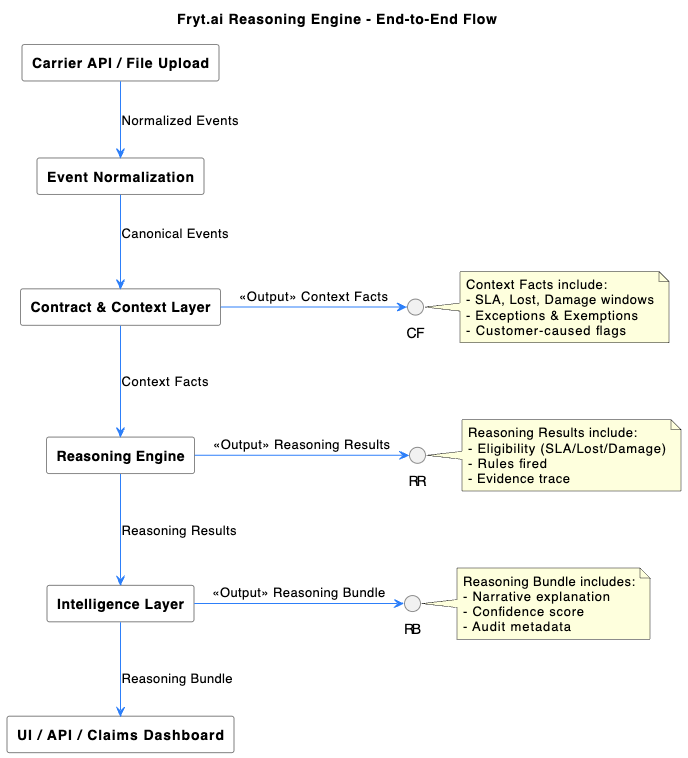 Fryt.ai Reasoning Engine - End-to-End Flow
Carrier API / File Upload
Normalized Events
Event Normalization
Canonical Events
Contract & Context Layer
«Output» Context Facts
CF
Context Facts include:
- SLA, Lost, Damage windows
- Exceptions & Exemptions
- Customer-caused flags
Context Facts
Reasoning Engine
«Output» Reasoning Results
RR
Reasoning Results include:
- Eligibility (SLA/Lost/Damage)
- Rules fired
- Evidence trace
Reasoning Results
Intelligence Layer
«Output» Reasoning Bundle
RB
Reasoning Bundle includes:
- Narrative explanation
- Confidence score
- Audit metadata
Reasoning Bundle
UI / API / Claims Dashboard